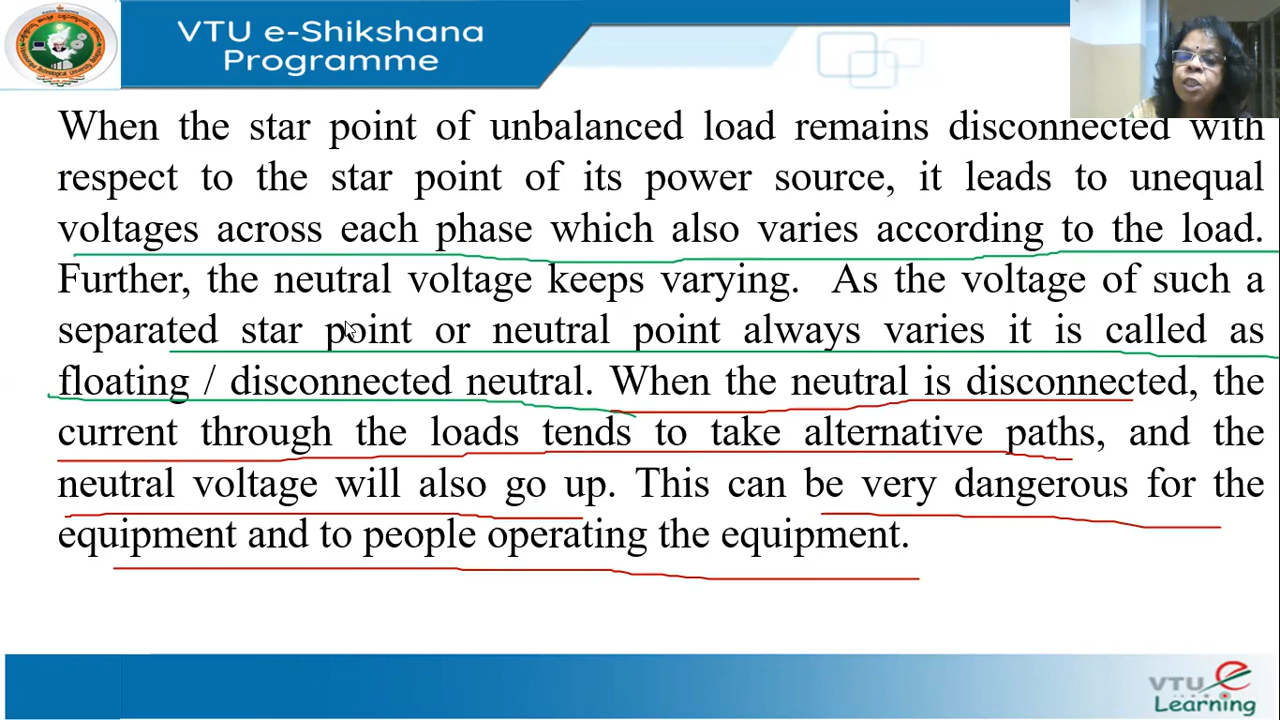 VTU e-Shikshana
Programme
When the star point of unbalanced load remains disconnected with
respect to the star point of its power source, it leads to unequal
voltages across each phase which also varies according to the load.
Further, the neutral voltage keeps varying. As the voltage of such a
separated star point or neutral point always varies it is called as
floating / disconnected neutral. When the neutral is disconnected, the
current through the loads tends to take alternative paths, and the
neutral voltage will also go up. This can be very dangerous for the
equipment and to people operating the equipment.
VTU e
Learning